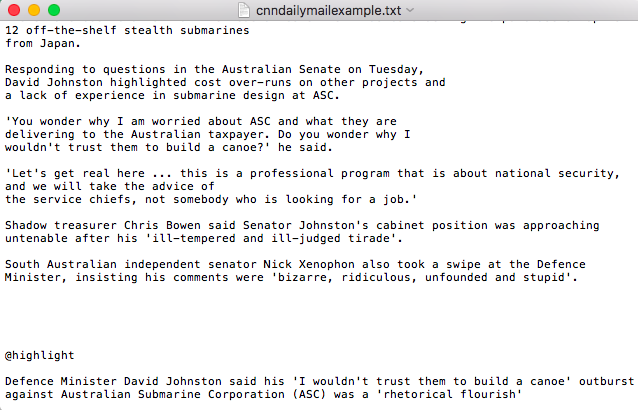 cnndailymailexample.txt
12 off-the-shelf stealth submarines
from Japan.
Responding to questions in the Australian Senate on Tuesday,
David Johnston highlighted cost over-runs on other projects and
a lack of experience in submarine design at ASC.
'You wonder why I am worried about ASC and what they are
delivering to the Australian taxpayer. Do you wonder why I
wouldn't trust them to build a canoe?' he said.
'Let's get real here ... this is a professional program that is about national security,
and we will take the advice of
the service chiefs, not somebody who is looking for a job.'
Shadow treasurer Chris Bowen said Senator Johnston's cabinet position was approaching
untenable after his 'ill-tempered and ill-judged tirade'.
South Australian independent senator Nick Xenophon also took a swipe at the Defence
Minister, insisting his comments were 'bizarre, ridiculous, unfounded and stupid'.
@highlight
Defence Minister David Johnston said his 'I wouldn't trust them to build a canoe' outburst
against Australian Submarine Corporation (ASC) was a 'rhetorical flourish'